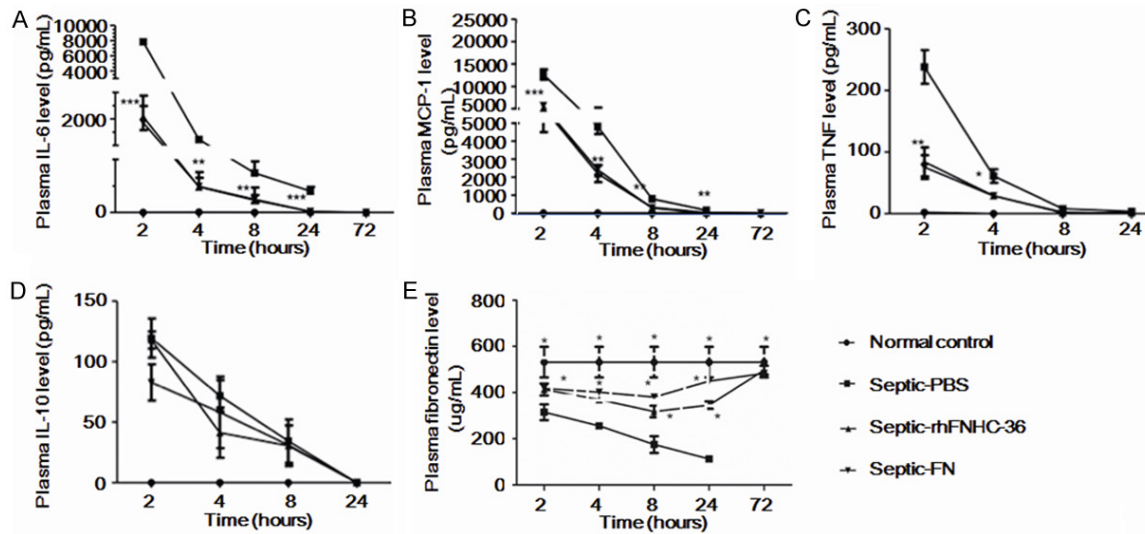 A
Plasma IL-6 level (pg/mL)
10000
8000
6000
4000
2000
0
***
**
**
***
2 4 8 24 72
Time (hours)
B
Plasma MCP-1 level
(pg/mL)
25000
20000
15000
10000
5000
5000
4000
3000
2000
1000
0
***
**
**
**
2 4 8 24 72
Time (hours)
C
Plasma TNF level (pg/mL)
300
200
100
0
**
*
2 4 8 24
Time (hours)
D
Plasma IL-10 level (pg/mL)
150
100
50
0
2 4 8 24
Time (hours)
E
Plasma fibronectin level
(ug/mL)
800
600
400
200
0
* * * * *
* * * *
* *
2 4 8 24 72
Time (hours)
Normal control
Septic-PBS
Septic-rhFNHC-36
Septic-FN